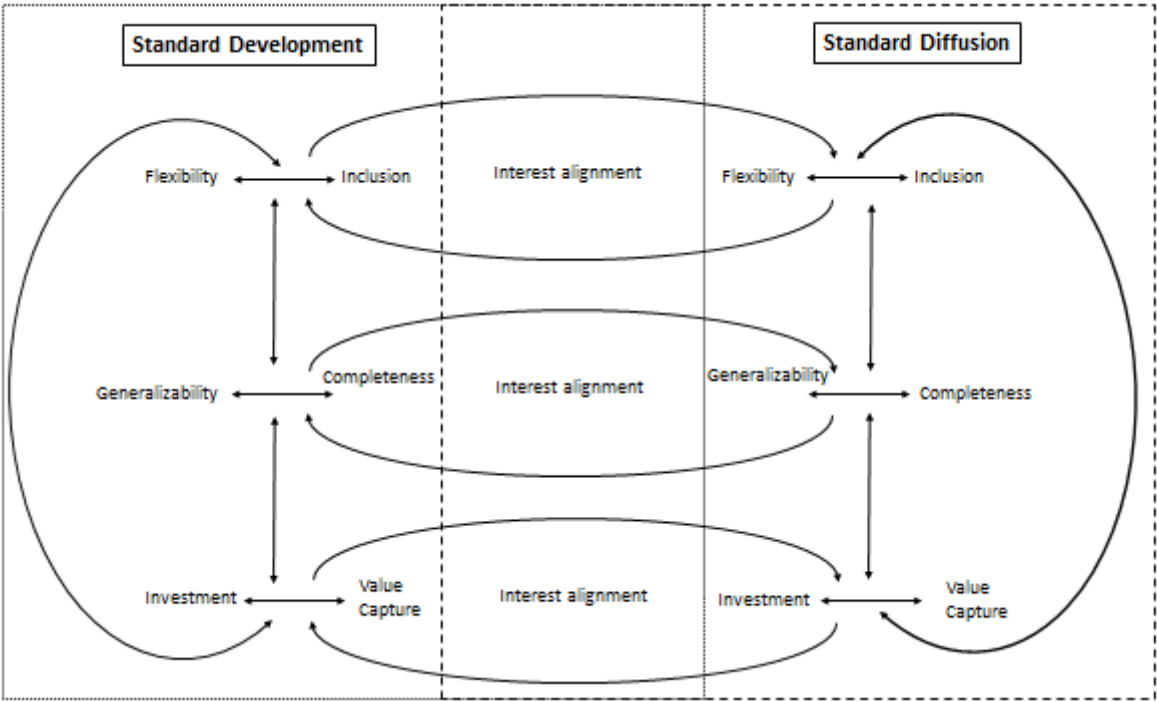 Standard Development
Standard Diffusion
Flexibility
Inclusion
Interest alignment
Flexibility
Inclusion
Generalizability
Completeness
Interest alignment
Generalizability
Completeness
Investment
Value
Capture
Interest alignment
Investment
Value
Capture